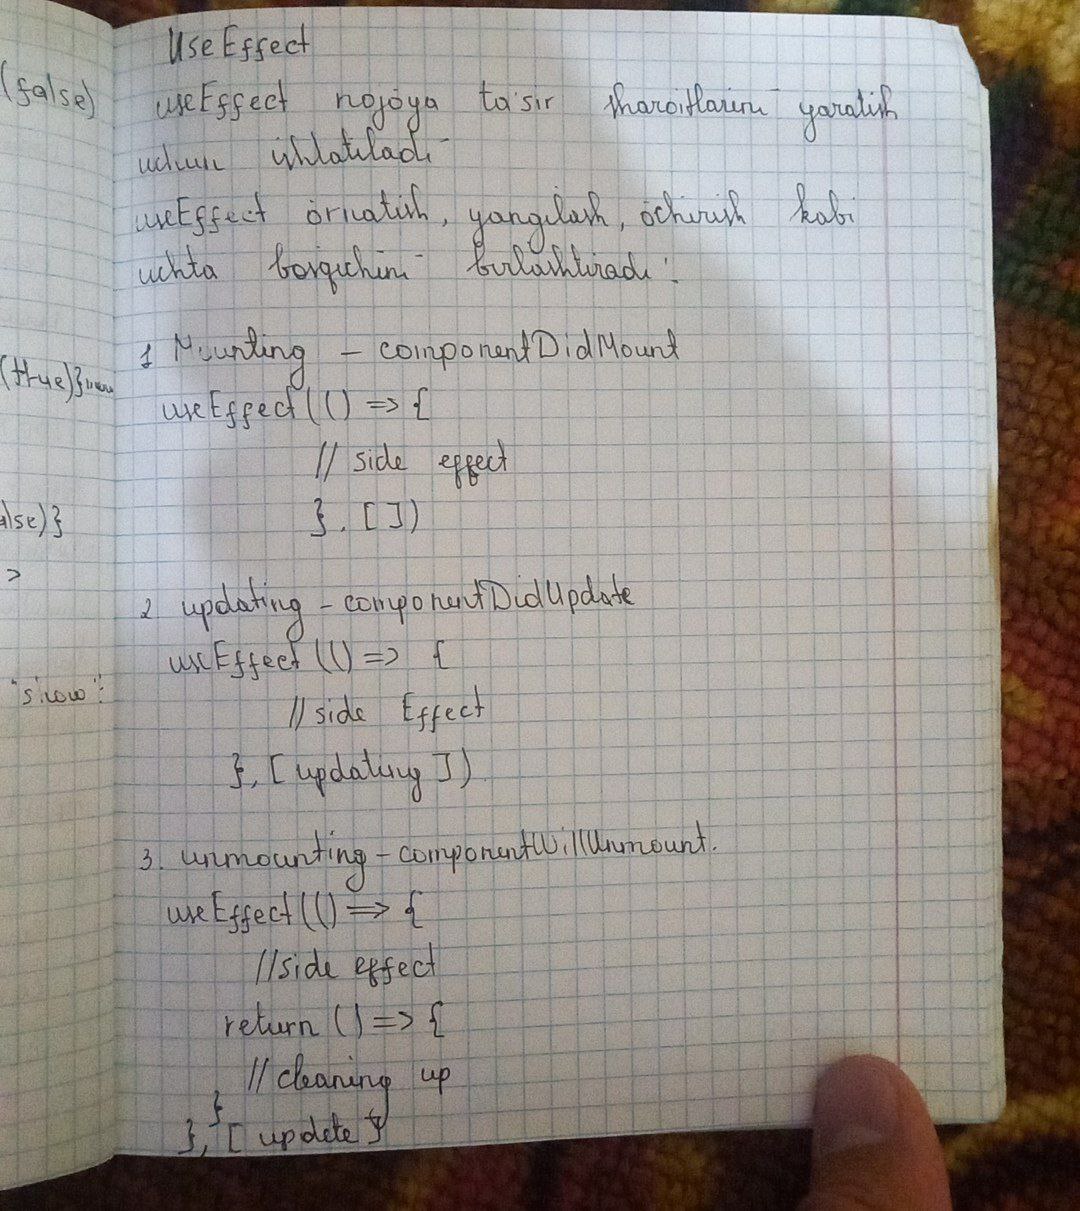 UseEffect
(false)
useEffect nojoya ta'sir sharoitlarini yaratish
uchun ishlatiladi
useEffect o'rnatish, yangilash, o'chirish kabi
uchta bosqichini birlashtiradi:
1 Mounting - componentDidMount
(true)}
useEffect(() => {
// side effect
}, [])
alse)}
>
2 updating - componentDidUpdate
useEffect(() => {
"show":
//side Effect
}, [updating])
3. unmounting - componentWillUnmount.
useEffect(() => {
//side effect
return () => {
// cleaning up
}
}, [updete }